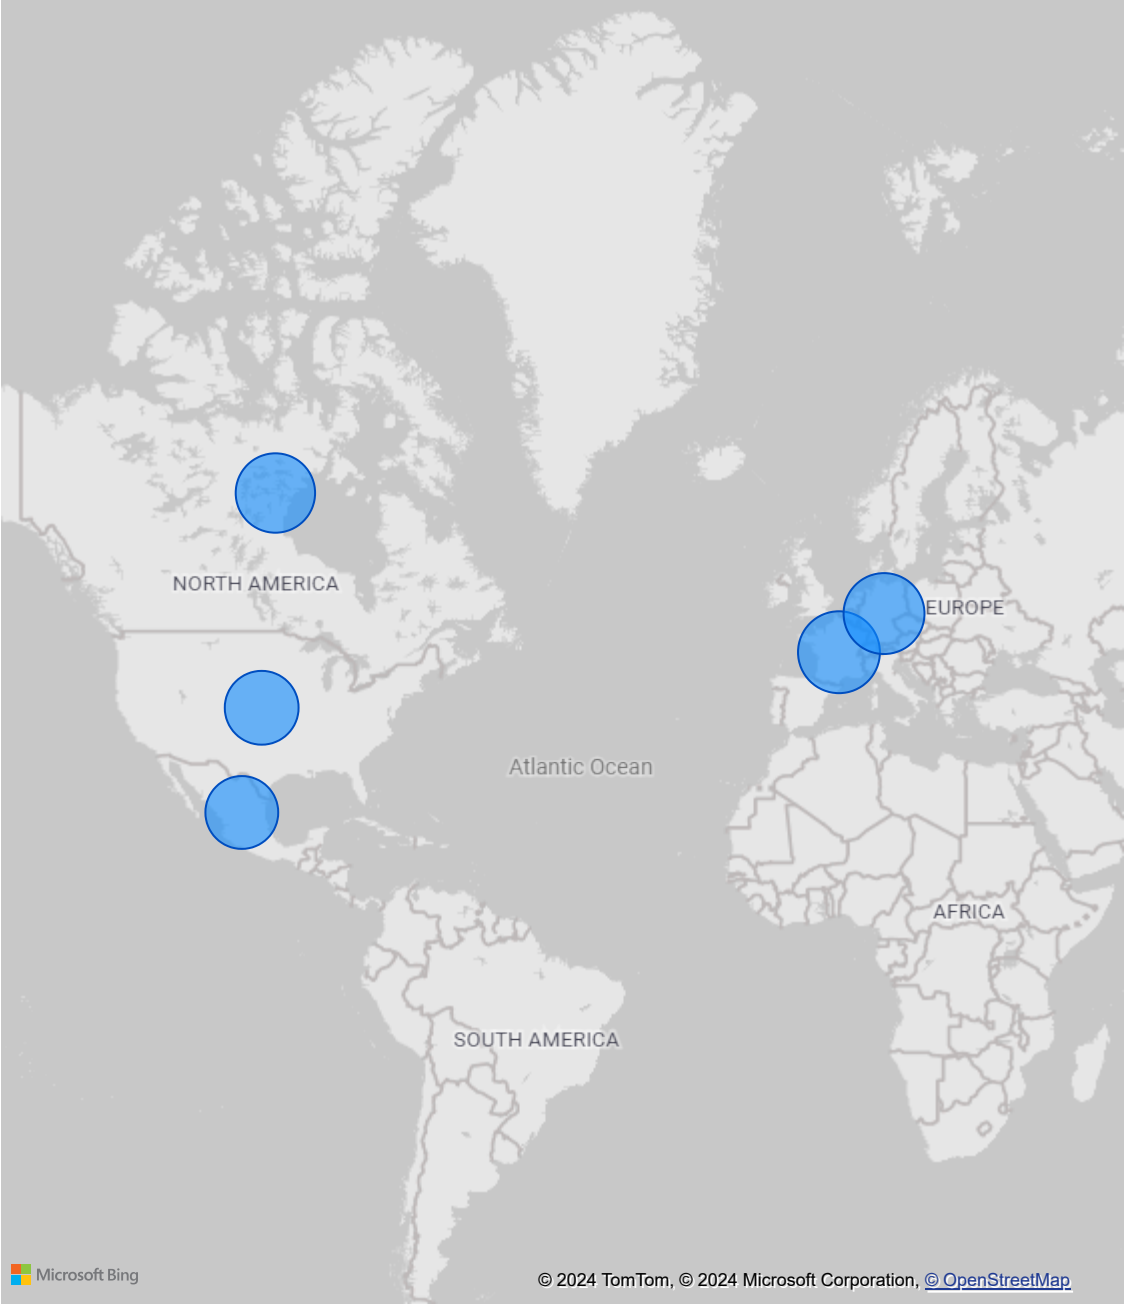 NORTH AMERICA
EUROPE
Atlantic Ocean
AFRICA
SOUTH AMERICA
Microsoft Bing
© 2024 TomTom, © 2024 Microsoft Corporation, © OpenStreetMap